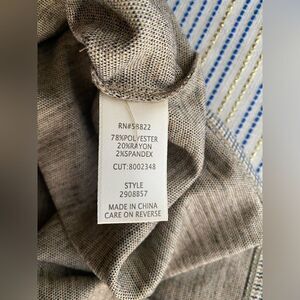 RN#58822
78%POLYESTER
20%RAYON
2%SPANDEX
CUT:8002348
STYLE
2908857
MADE IN CHINA
CARE ON REVERSE